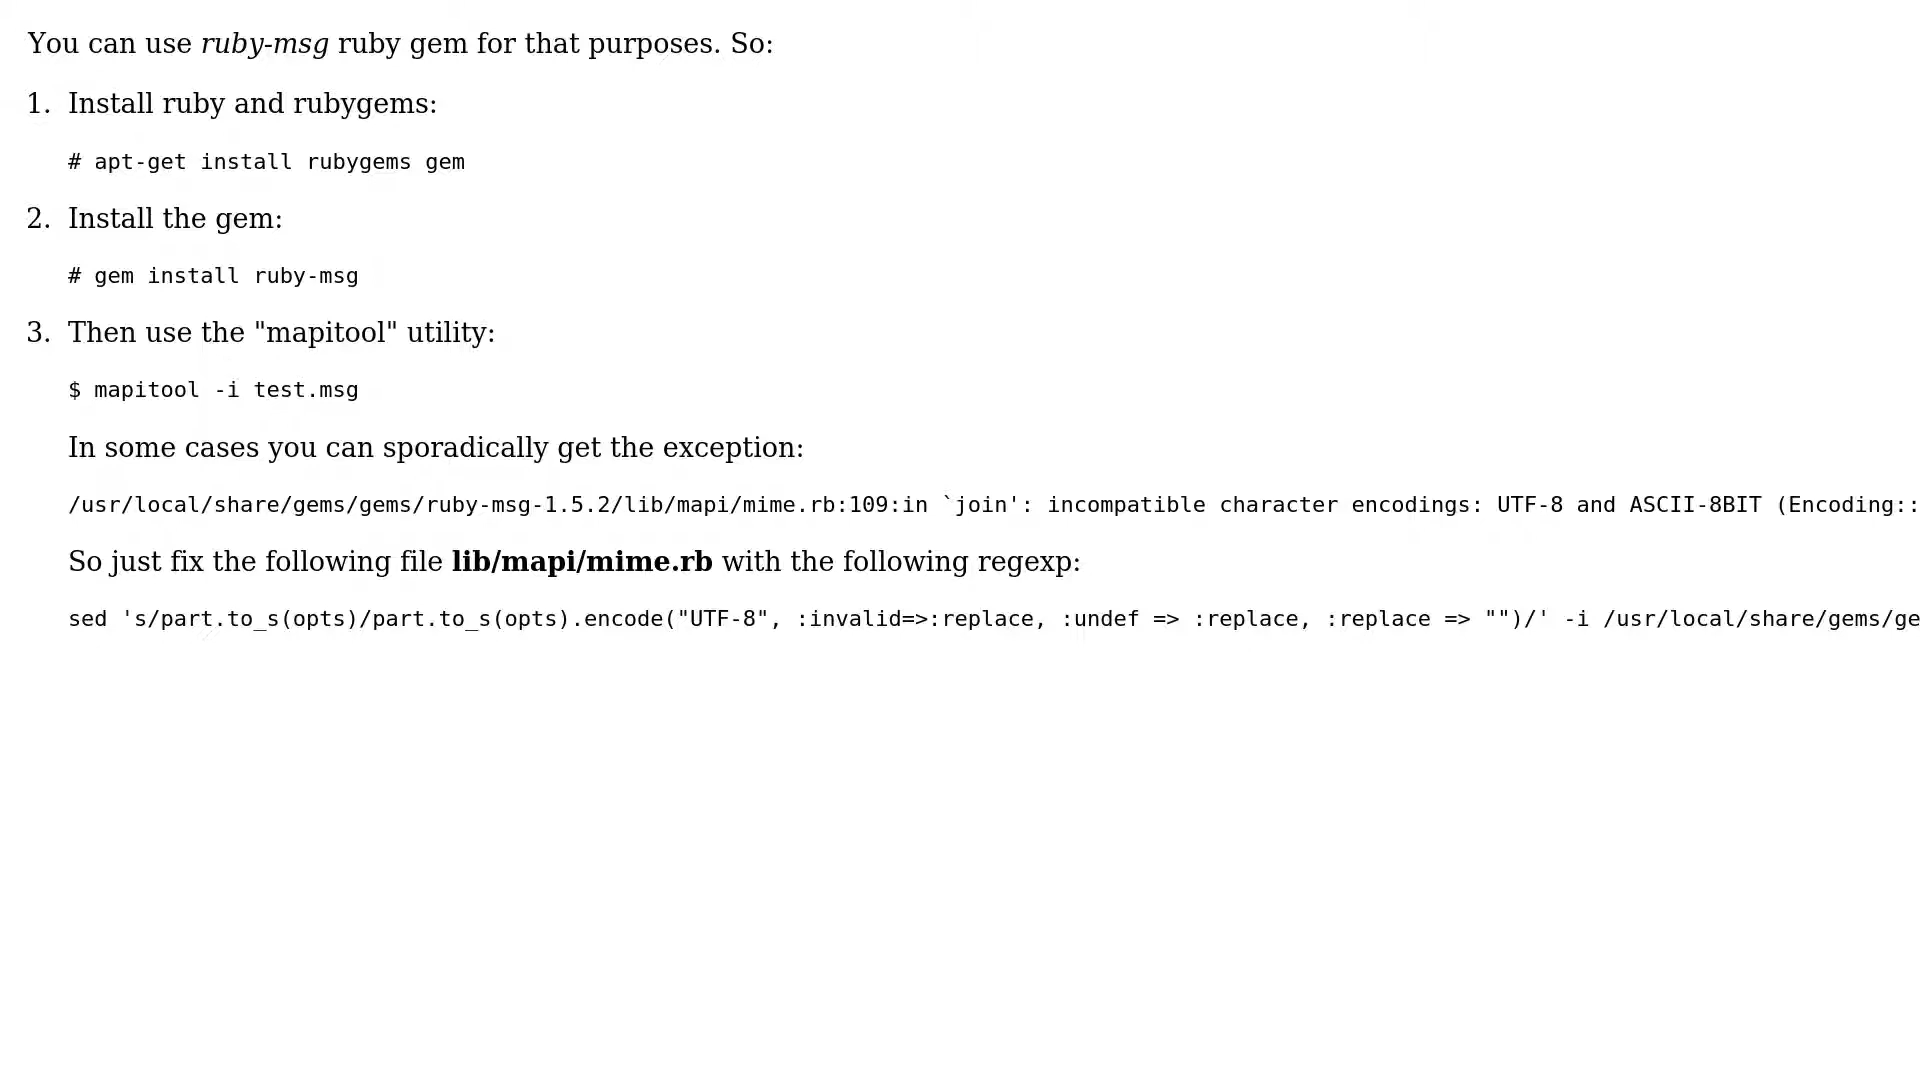 You can use ruby-msg ruby gem for that purposes. So:
1. Install ruby and rubygems:
# apt-get install rubygems gem
2. Install the gem:
# gem install ruby-msg
3. Then use the "mapitool" utility:
$ mapitool -i test.msg
In some cases you can sporadically get the exception:
/usr/local/share/gems/gems/ruby-msg-1.5.2/lib/mapi/mime.rb:109:in `join': incompatible character encodings: UTF-8 and ASCII-8BIT (Encoding::
So just fix the following file lib/mapi/mime.rb with the following regexp:
sed 's/part.to_s(opts)/part.to_s(opts).encode("UTF-8", :invalid=>:replace, :undef => :replace, :replace => "")/' -i /usr/local/share/gems/ge